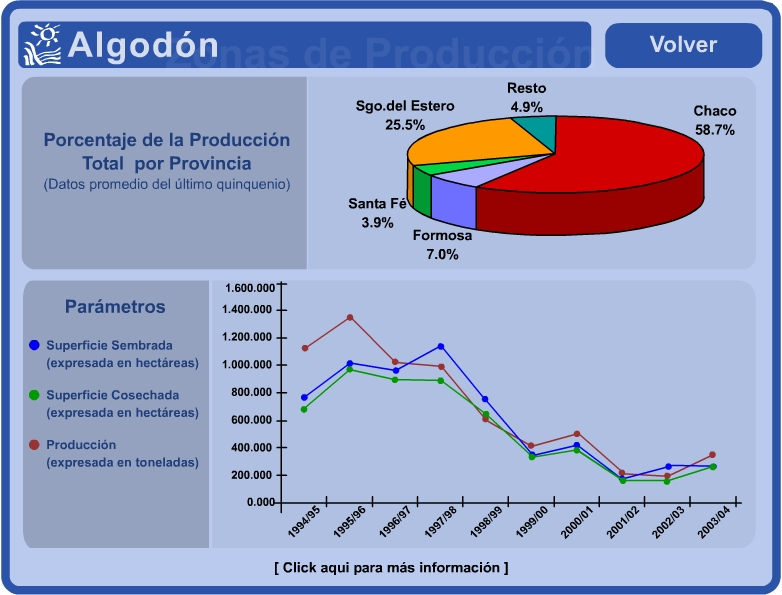 Algodón
Zonas de Producción
Volver
Porcentaje de la Producción
Total por Provincia
(Datos promedio del último quinquenio)
Resto
4.9%
Sgo.del Estero
25.5%
Chaco
58.7%
Santa Fé
3.9%
Formosa
7.0%
Parámetros
Superficie Sembrada
(expresada en hectáreas)
Superficie Cosechada
(expresada en hectáreas)
Producción
(expresada en toneladas)
1.600.000
1.400.000
1.200.000
1.000.000
800.000
600.000
400.000
200.000
0.000
1994/95
1995/96
1996/97
1997/98
1998/99
1999/00
2000/01
2001/02
2002/03
2003/04
[ Click aqui para más información ]